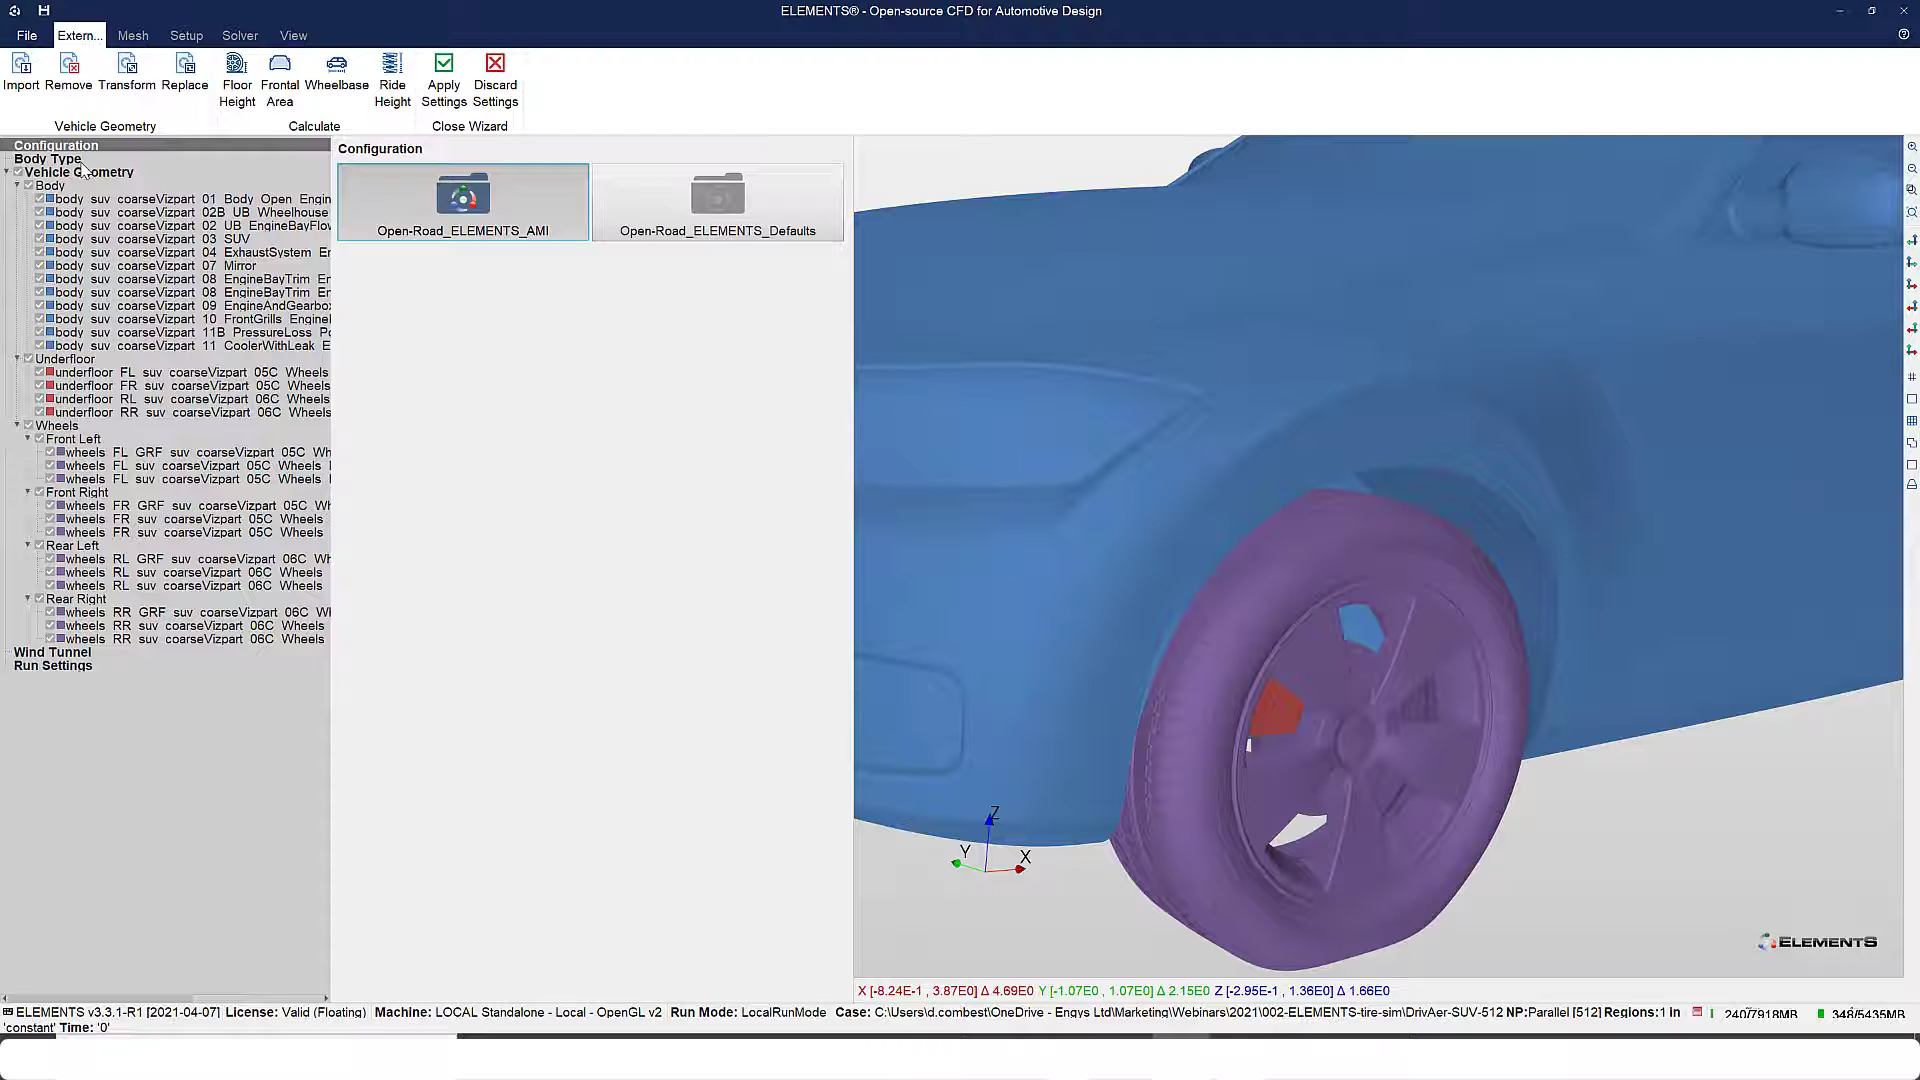 ELEMENTS® - Open-source CFD for Automotive Design
File
Extern...
Mesh
Setup
Solver
View
Import
Remove
Transform
Replace
Floor Height
Frontal Area
Wheelbase
Ride Height
Apply Settings
Discard Settings
Vehicle Geometry
Calculate
Close Wizard
Configuration
Body Type
Vehicle Geometry
Body
body suv coarseVizpart 01 Body Open Engin
body suv coarseVizpart 02B UB Wheelhouse
body suv coarseVizpart 02 UB EngineBayFlow
body suv coarseVizpart 03 SUV
body suv coarseVizpart 04 ExhaustSystem Er
body suv coarseVizpart 07 Mirror
body suv coarseVizpart 08 EngineBayTrim Er
body suv coarseVizpart 08 EngineBayTrim Er
body suv coarseVizpart 09 EngineAndGearbox
body suv coarseVizpart 10 FrontGrills Enginel
body suv coarseVizpart 11B PressureLoss Po
body suv coarseVizpart 11 CoolerWithLeak E
Underfloor
underfloor FL suv coarseVizpart 05C Wheels
underfloor FR suv coarseVizpart 05C Wheels
underfloor RL suv coarseVizpart 06C Wheels
underfloor RR suv coarseVizpart 06C Wheels
Wheels
Front Left
wheels FL GRF suv coarseVizpart 05C Wh
wheels FL suv coarseVizpart 05C Wheels
wheels FL suv coarseVizpart 05C Wheels
Front Right
wheels FR GRF suv coarseVizpart 05C W
wheels FR suv coarseVizpart 05C Wheels
wheels FR suv coarseVizpart 05C Wheels
Rear Left
wheels RL GRF suv coarseVizpart 06C Wh
wheels RL suv coarseVizpart 06C Wheels
wheels RL suv coarseVizpart 06C Wheels
Rear Right
wheels RR GRF suv coarseVizpart 06C W
wheels RR suv coarseVizpart 06C Wheels
wheels RR suv coarseVizpart 06C Wheels
Wind Tunnel
Run Settings
Configuration
Open-Road_ELEMENTS_AMI
Open-Road_ELEMENTS_Defaults
Z
Y
X
ELEMENTS
X [-8.24E-1 , 3.87E0] Δ 4.69E0 Y [-1.07E0 , 1.07E0] Δ 2.15E0 Z [-2.95E-1 , 1.36E0] Δ 1.66E0
ELEMENTS v3.3.1-R1 [2021-04-07] License: Valid (Floating) Machine: LOCAL Standalone - Local - OpenGL v2 Run Mode: LocalRunMode Case: C:\Users\d.combest\OneDrive - Engys Ltd\Marketing\Webinars\2021\002-ELEMENTS-tire-sim\DrivAer-SUV-512 NP:Parallel [512] Regions:1 in 240/7918MB 348/5435MB
'constant' Time: '0'